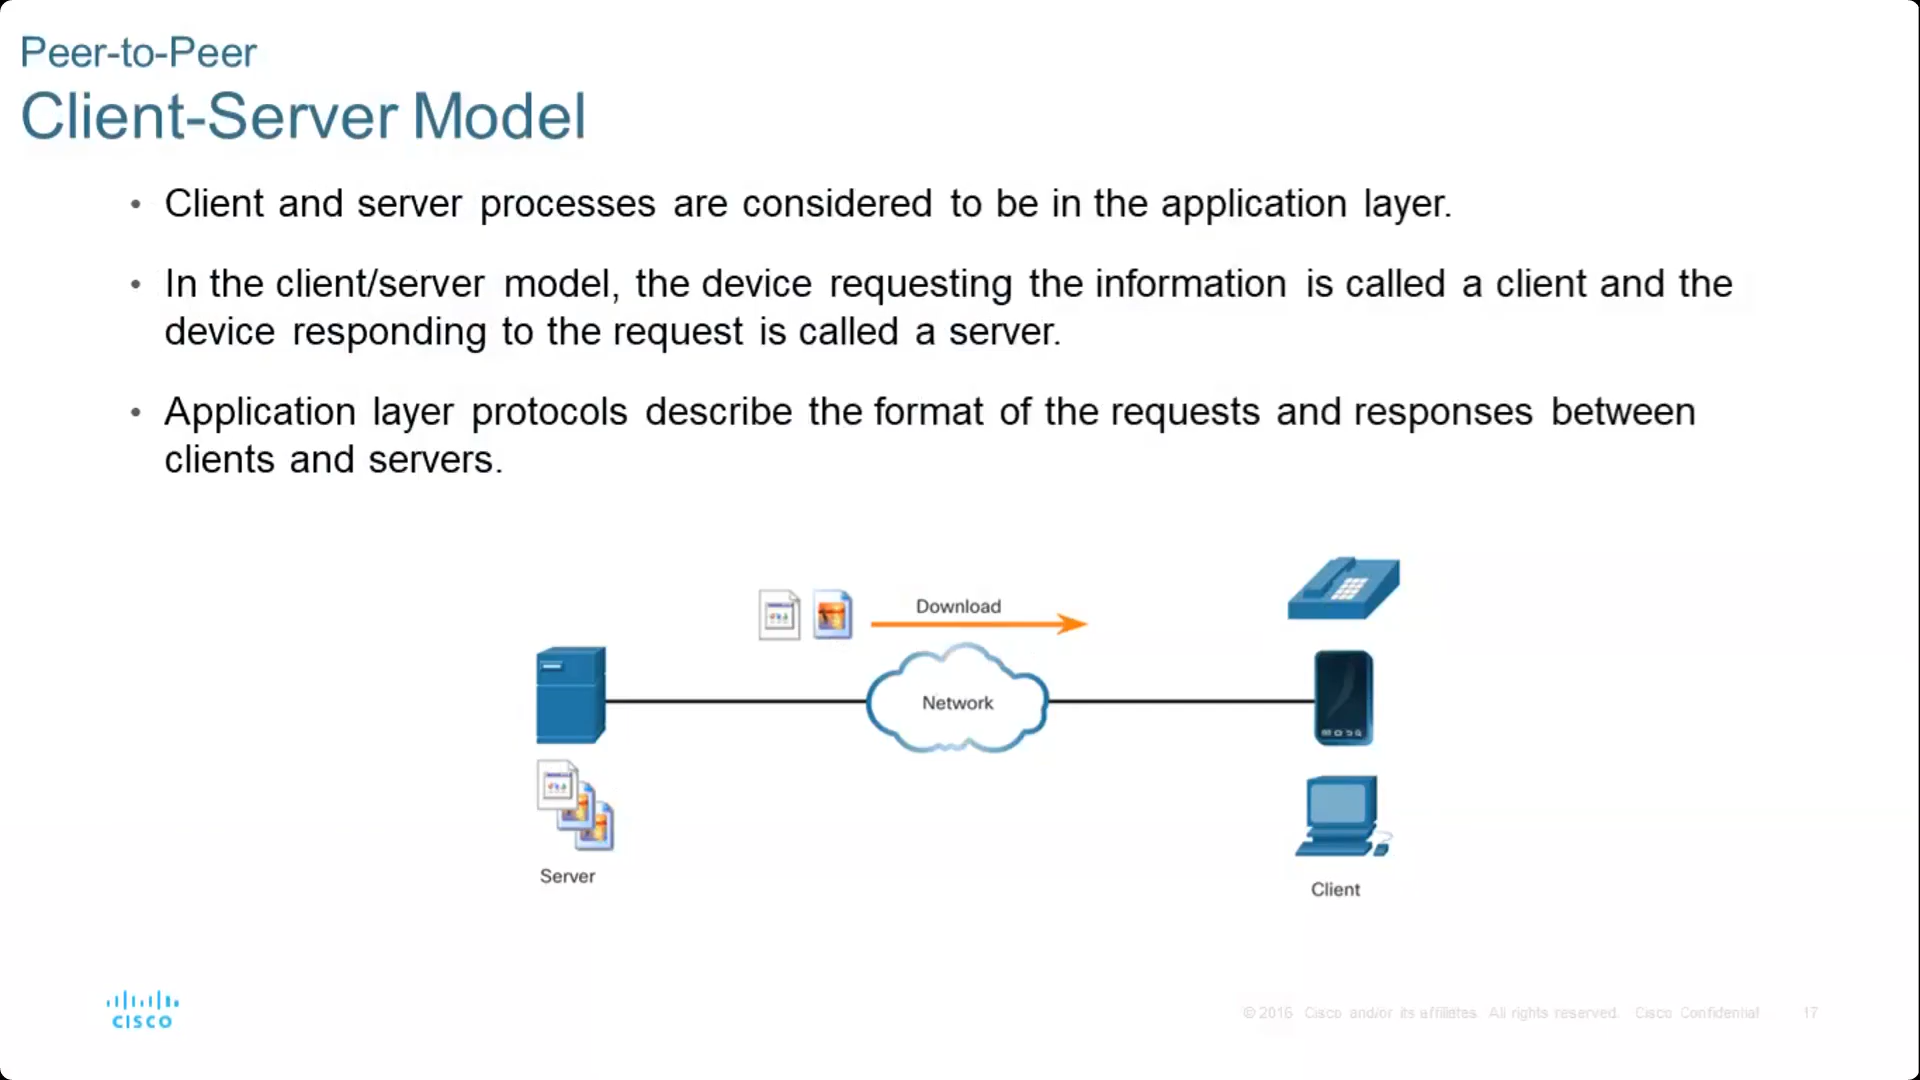 Peer-to-Peer
Client-Server Model
• Client and server processes are considered to be in the application layer.
• In the client/server model, the device requesting the information is called a client and the
device responding to the request is called a server.
• Application layer protocols describe the format of the requests and responses between
clients and servers.
Download
Network
Server
Client
CISCO
© 2016 Cisco and/or its affiliates. All rights reserved. Cisco Confidential 17